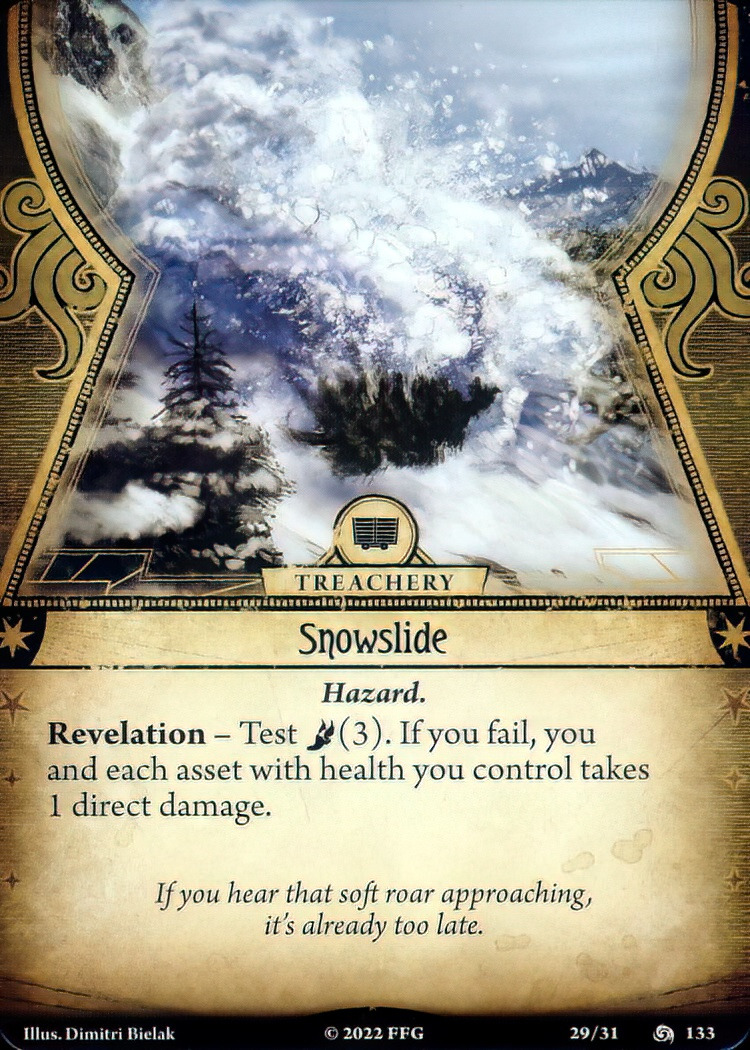 TREACHERY
Snowslide
Hazard.
Revelation – Test (3). If you fail, you
and each asset with health you control takes
1 direct damage.
If you hear that soft roar approaching,
it's already too late.
Illus. Dimitri Bielak © 2022 FFG 29/31 133